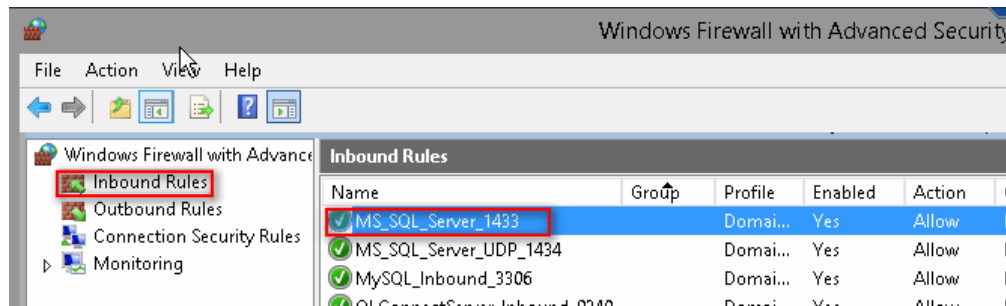 Windows Firewall with Advanced Security
File Action View Help
Windows Firewall with Advance
Inbound Rules
Outbound Rules
Connection Security Rules
Monitoring
Inbound Rules
Name Group Profile Enabled Action
MS_SQL_Server_1433 Domai... Yes Allow
MS_SQL_Server_UDP_1434 Domai... Yes Allow
MySQL_Inbound_3306 Domai... Yes Allow